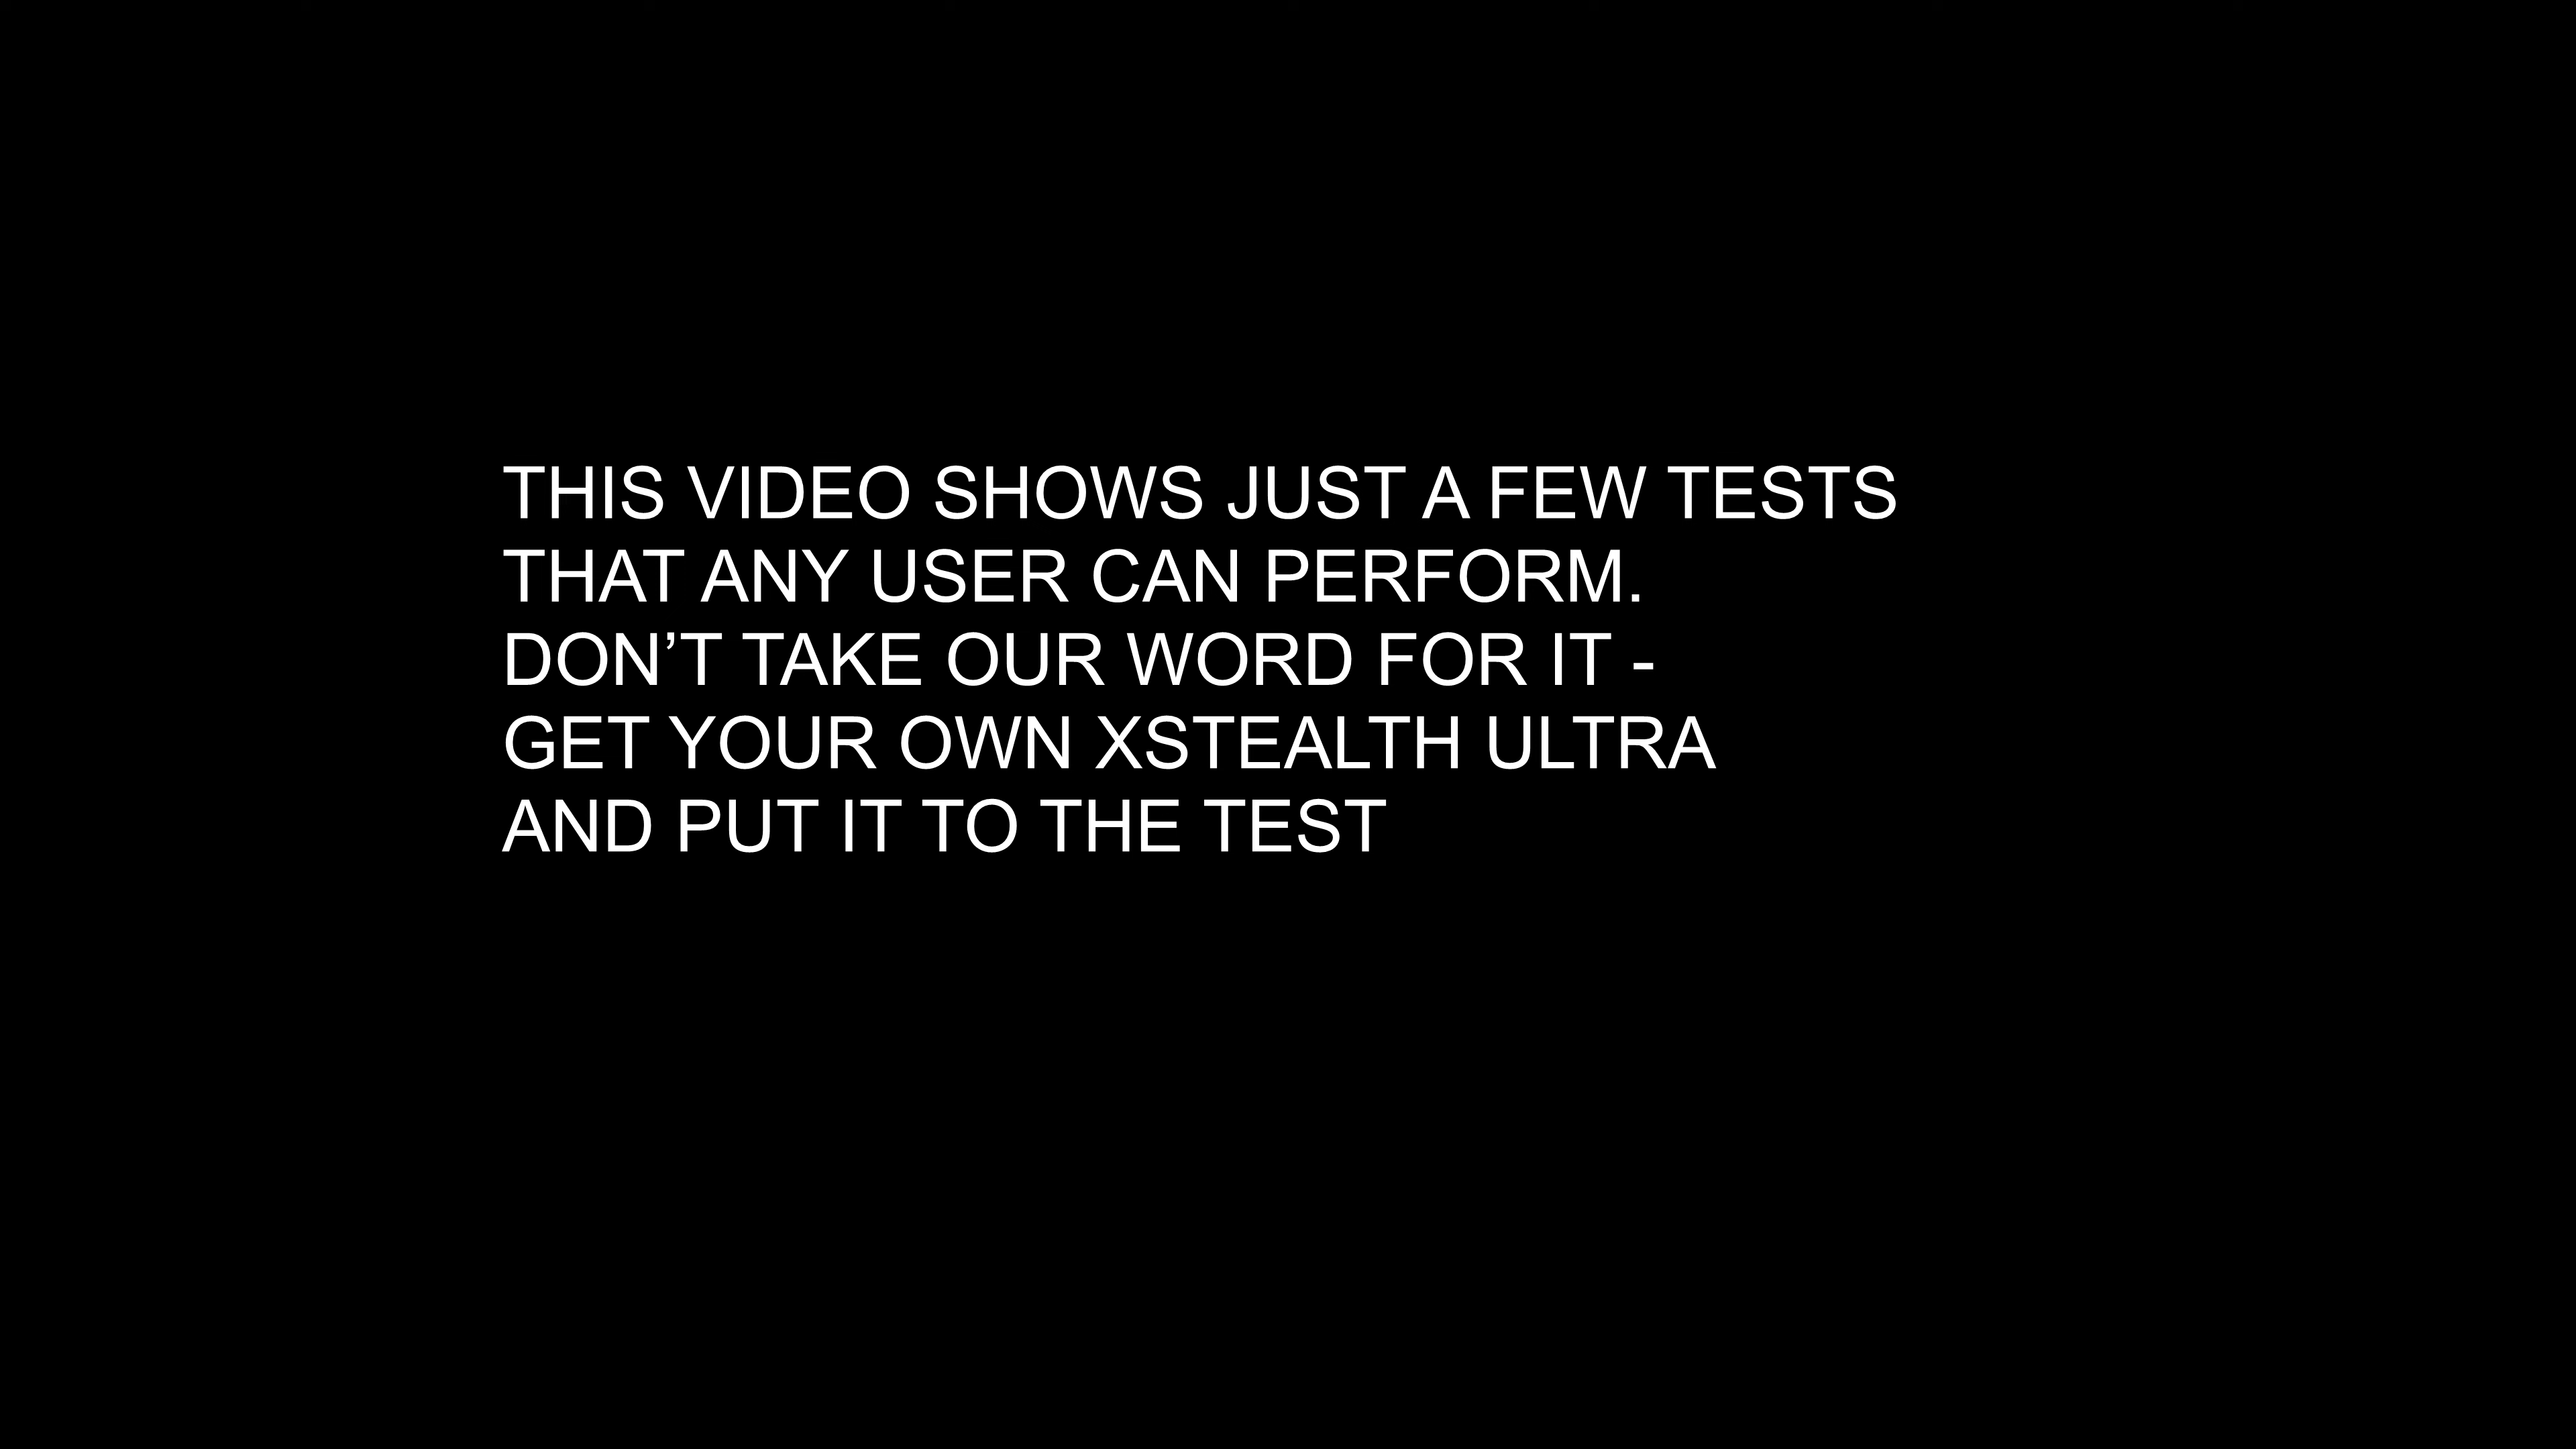 THIS VIDEO SHOWS JUST A FEW TESTS
THAT ANY USER CAN PERFORM.
DON’T TAKE OUR WORD FOR IT -
GET YOUR OWN XSTEALTH ULTRA
AND PUT IT TO THE TEST